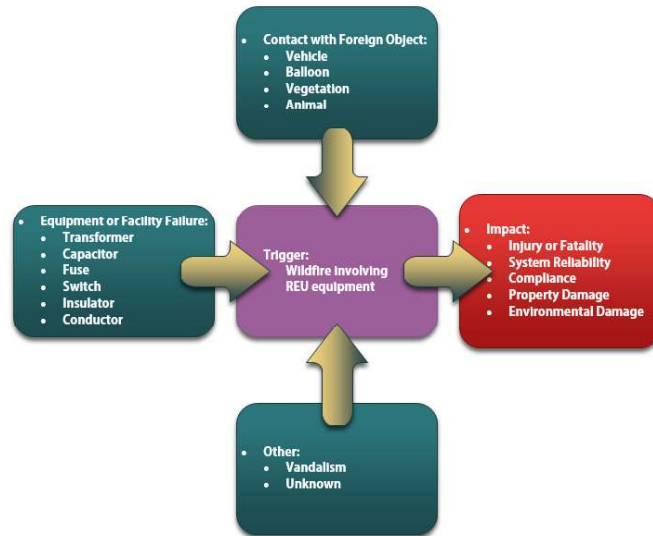 • Contact with Foreign Object:
• Vehicle
• Balloon
• Vegetation
• Animal
• Equipment or Facility Failure:
• Transformer
• Capacitor
• Fuse
• Switch
• Insulator
• Conductor
Trigger:
Wildfire involving
REU equipment
• Impact:
• Injury or Fatality
• System Reliability
• Compliance
• Property Damage
• Environmental Damage
• Other:
• Vandalism
• Unknown